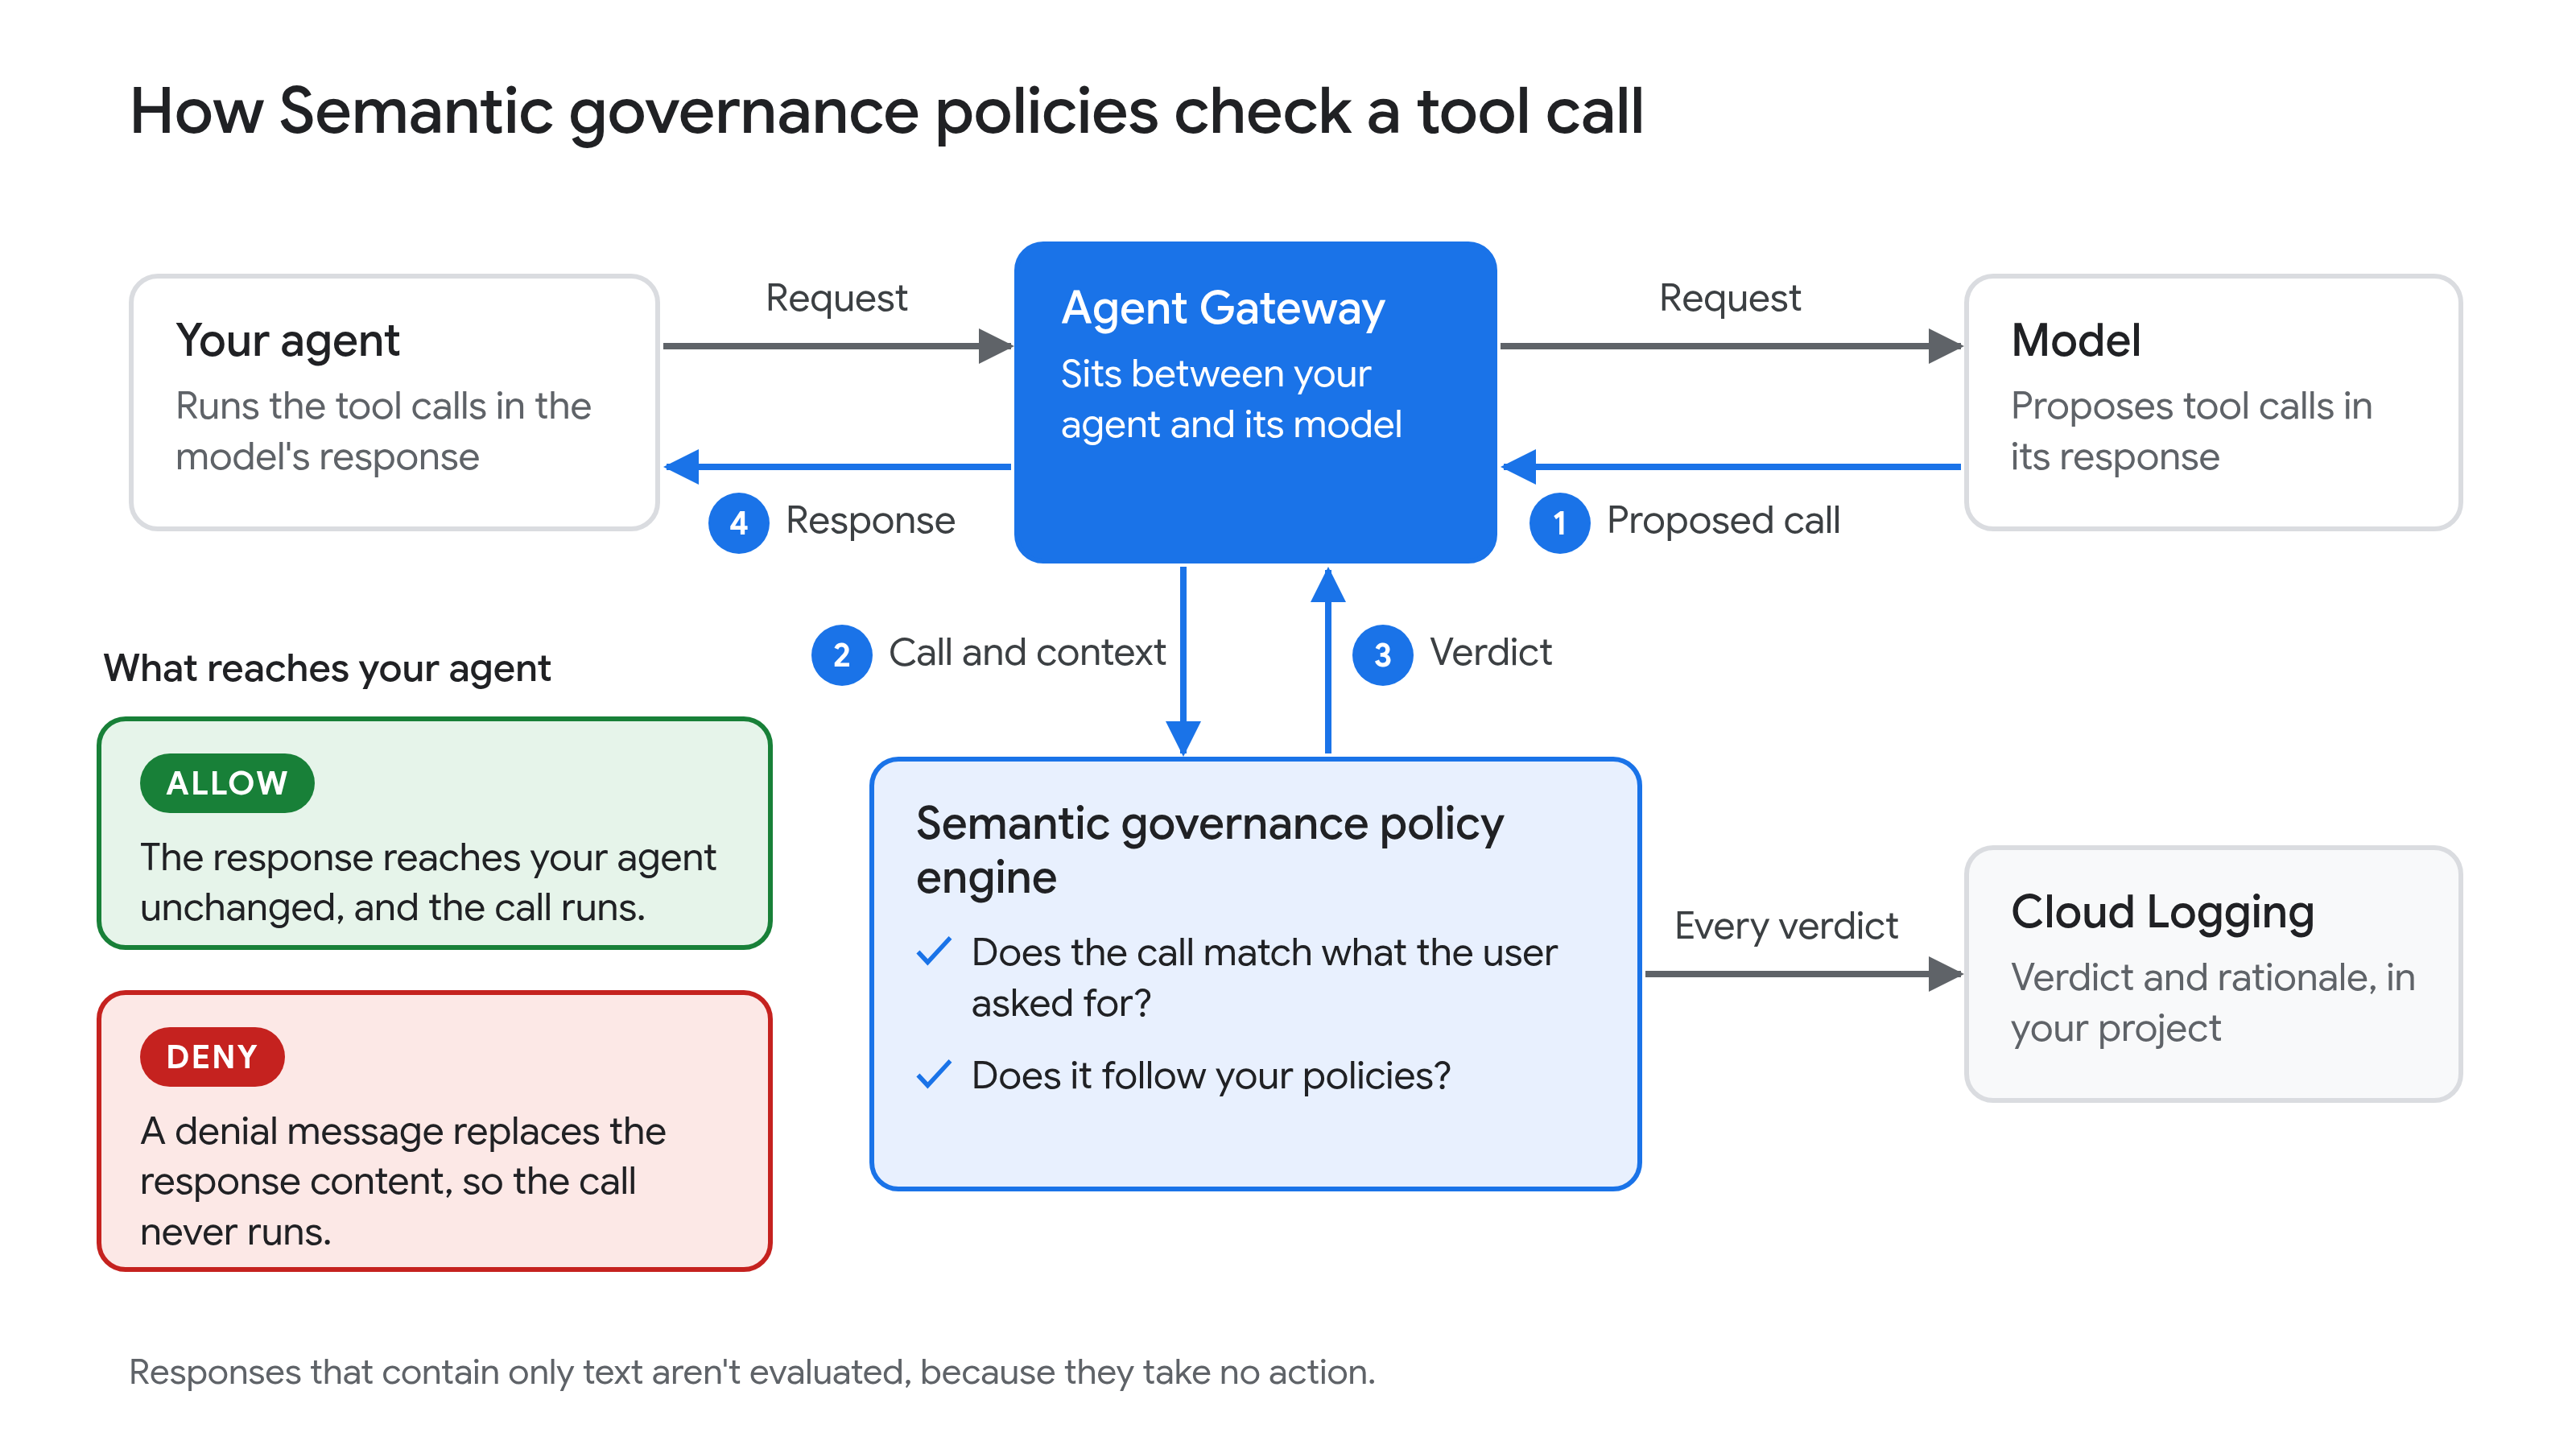 How Semantic governance policies check a tool call
Your agent
Runs the tool calls in the
model's response
Request
Agent Gateway
Sits between your
agent and its model
Request
Model
Proposes tool calls in
its response
4 Response
1 Proposed call
2 Call and context
3 Verdict
What reaches your agent
ALLOW
The response reaches your agent
unchanged, and the call runs.
DENY
A denial message replaces the
response content, so the call
never runs.
Semantic governance policy
engine
Does the call match what the user
asked for?
Does it follow your policies?
Every verdict
Cloud Logging
Verdict and rationale, in
your project
Responses that contain only text aren't evaluated, because they take no action.